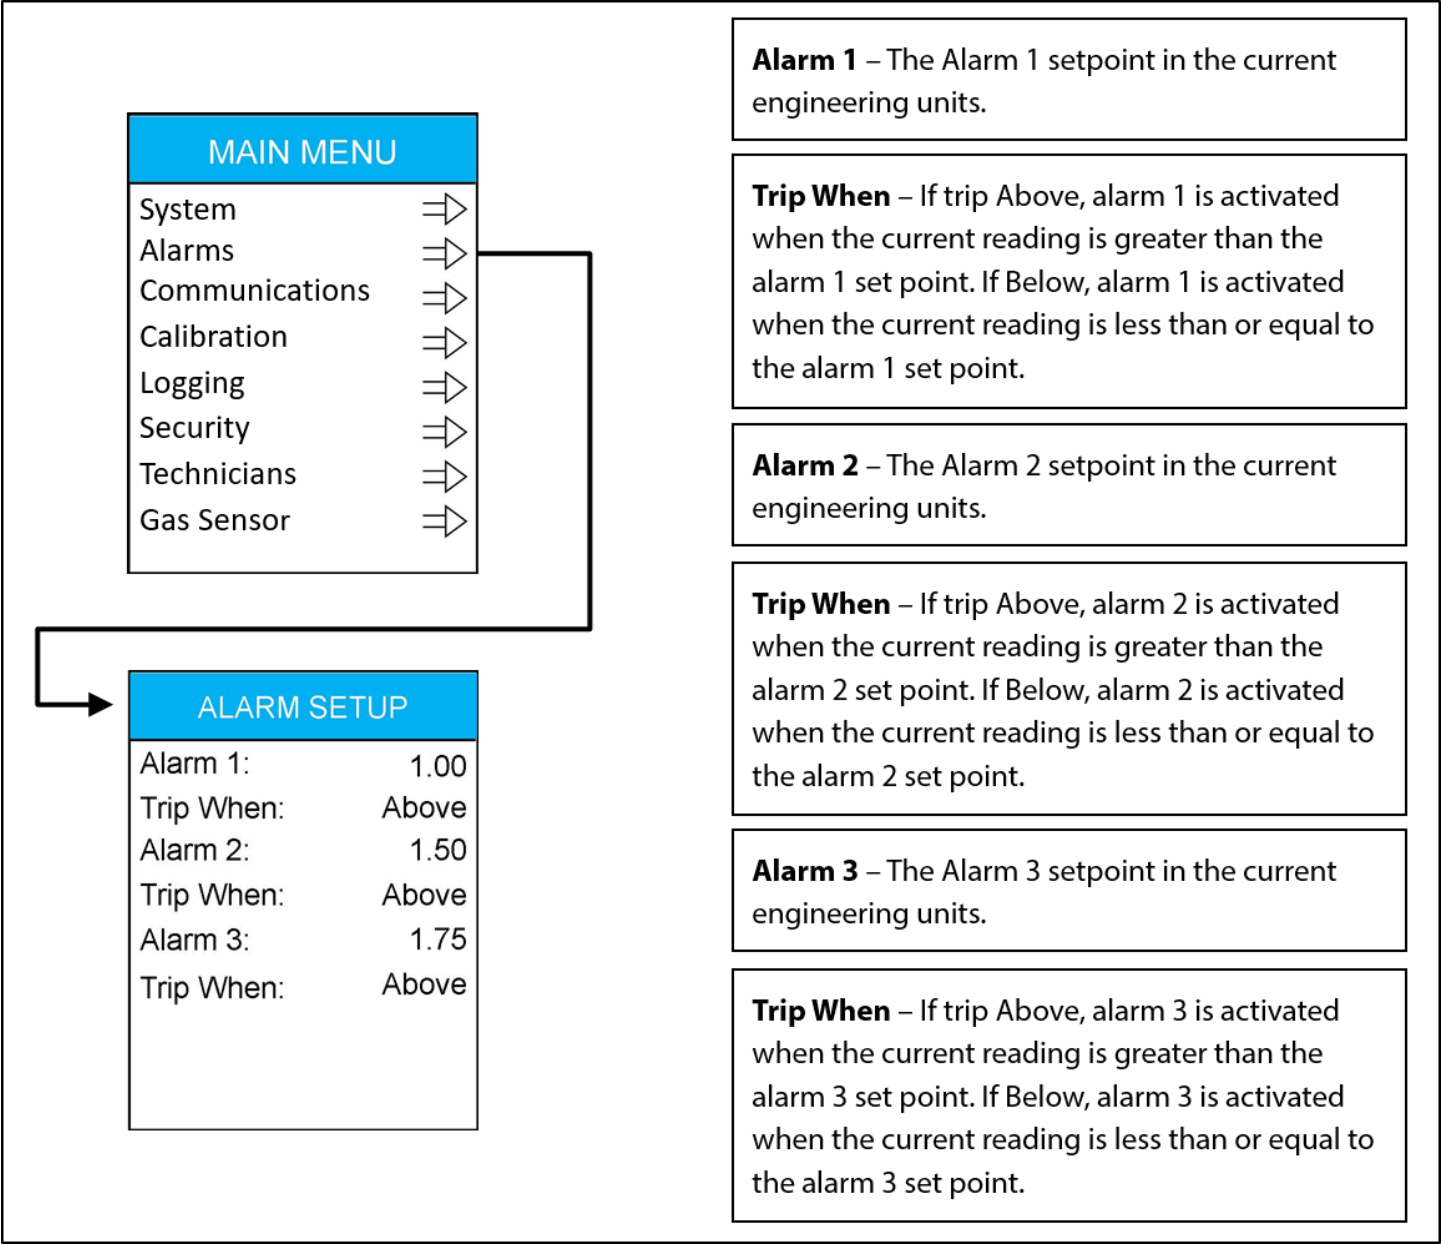 MAIN MENU
System
Alarms
Communications
Calibration
Logging
Security
Technicians
Gas Sensor
ALARM SETUP
Alarm 1: 1.00
Trip When: Above
Alarm 2: 1.50
Trip When: Above
Alarm 3: 1.75
Trip When: Above
Alarm 1 – The Alarm 1 setpoint in the current
engineering units.
Trip When – If trip Above, alarm 1 is activated
when the current reading is greater than the
alarm 1 set point. If Below, alarm 1 is activated
when the current reading is less than or equal to
the alarm 1 set point.
Alarm 2 – The Alarm 2 setpoint in the current
engineering units.
Trip When – If trip Above, alarm 2 is activated
when the current reading is greater than the
alarm 2 set point. If Below, alarm 2 is activated
when the current reading is less than or equal to
the alarm 2 set point.
Alarm 3 – The Alarm 3 setpoint in the current
engineering units.
Trip When – If trip Above, alarm 3 is activated
when the current reading is greater than the
alarm 3 set point. If Below, alarm 3 is activated
when the current reading is less than or equal to
the alarm 3 set point.